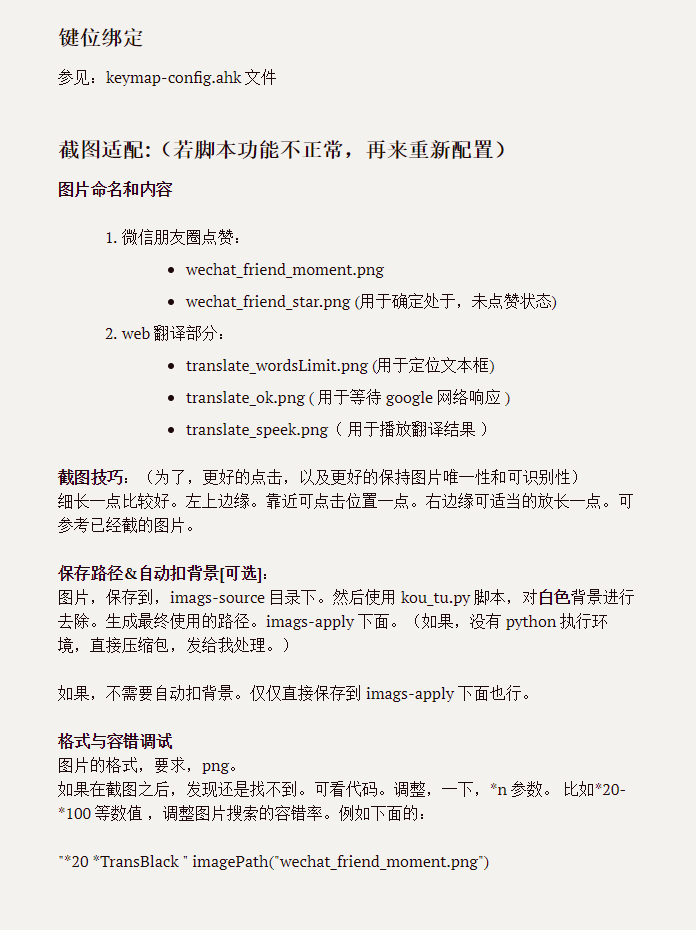 键位绑定
参见：keymap-config.ahk 文件
截图适配:（若脚本功能不正常，再来重新配置）
图片命名和内容
1. 微信朋友圈点赞：
• wechat_friend_moment.png
• wechat_friend_star.png (用于确定处于，未点赞状态)
2. web 翻译部分：
• translate_wordsLimit.png (用于定位文本框)
• translate_ok.png ( 用于等待 google 网络响应 )
• translate_speek.png（ 用于播放翻译结果 ）
截图技巧：（为了，更好的点击，以及更好的保持图片唯一性和可识别性）
细长一点比较好。左上边缘。靠近可点击位置一点。右边缘可适当的放长一点。可
参考已经截的图片。
保存路径&自动扣背景[可选]：
图片，保存到，imags-source 目录下。然后使用 kou_tu.py 脚本，对白色背景进行
去除。生成最终使用的路径。imags-apply 下面。（如果，没有 python 执行环
境，直接压缩包，发给我处理。）
如果，不需要自动扣背景。仅仅直接保存到 imags-apply 下面也行。
格式与容错调试
图片的格式，要求，png。
如果在截图之后，发现还是找不到。可看代码。调整，一下，*n 参数。 比如*20-
*100 等数值 ，调整图片搜索的容错率。例如下面的：
"*20 *TransBlack " imagePath("wechat_friend_moment.png")